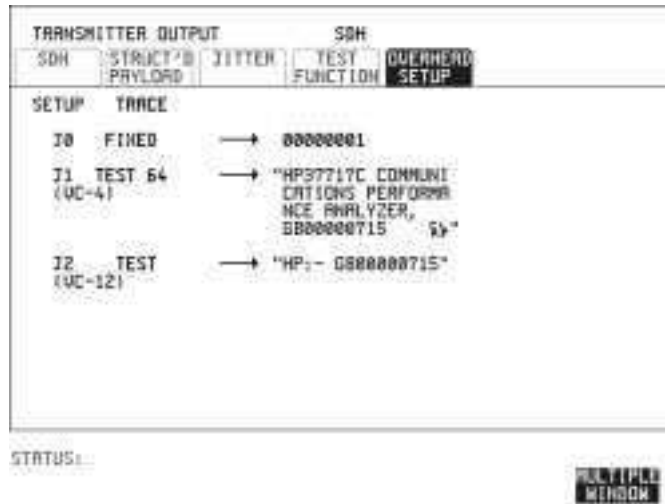 TRANSMITTER OUTPUT SDH
SDH STRUCT'D PAYLOAD JITTER TEST FUNCTION OVERHEAD SETUP
SETUP TRACE
J0 FIXED → 00000001
J1 TEST 64 → "HP37717C COMMUNI
(VC-4) CATIONS PERFORMA
NCE ANALYZER,
GB00000715 "
J2 TEST → "HP:- GB00000715"
(VC-12)
STATUS:
MULTIPLE
WINDOW